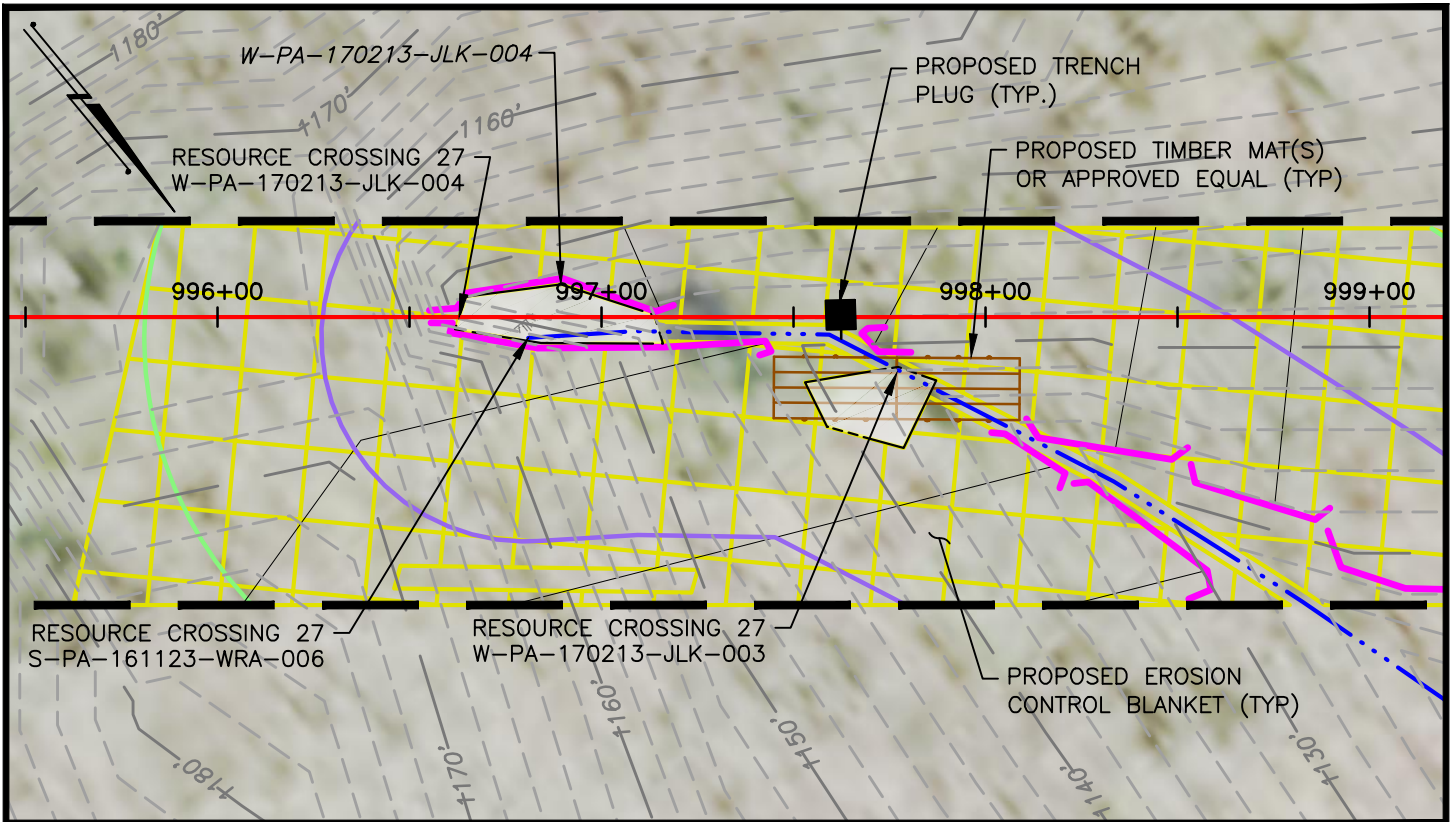 1180'
W-PA-170213-JLK-004
PROPOSED TRENCH
PLUG (TYP.)
1170'
1160'
RESOURCE CROSSING 27
W-PA-170213-JLK-004
PROPOSED TIMBER MAT(S)
OR APPROVED EQUAL (TYP)
996+00
997+00
998+00
999+00
RESOURCE CROSSING 27
S-PA-161123-WRA-006
RESOURCE CROSSING 27
W-PA-170213-JLK-003
PROPOSED EROSION
CONTROL BLANKET (TYP)
1180'
1170'
1160'
1150'
1140'
1130'